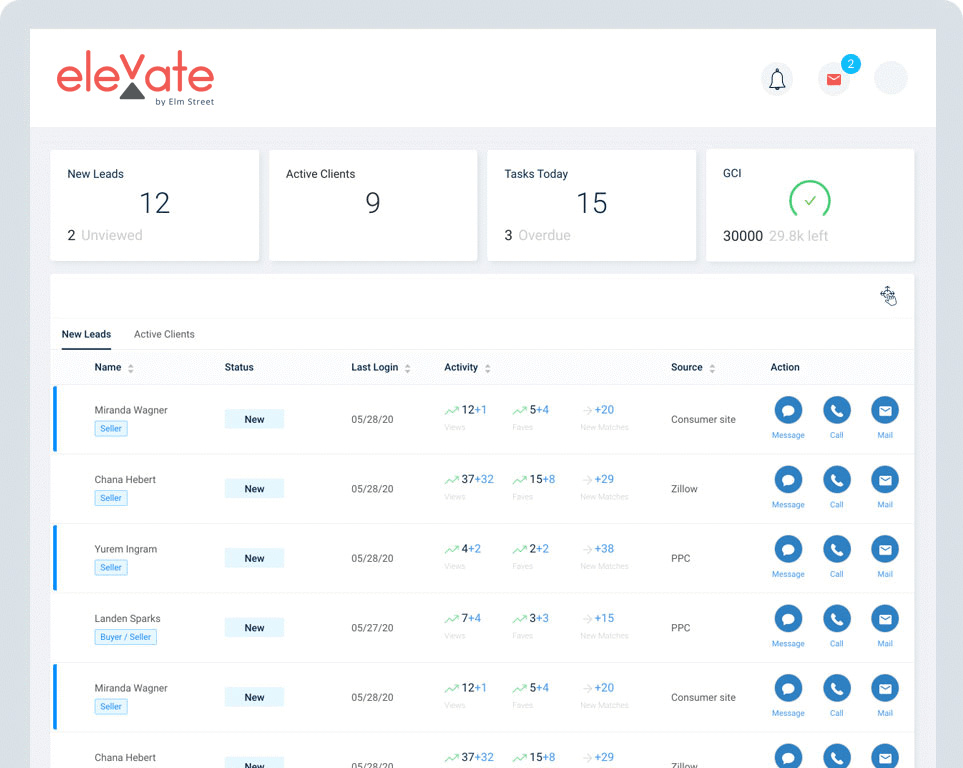 elevate
by Elm Street
2
New Leads
12
2 Unviewed
Active Clients
9
Tasks Today
15
3 Overdue
GCI
30000 29.8k left
New Leads Active Clients
Name Status Last Login Activity Source Action
Miranda Wagner
Seller
New
05/28/20
12+1 5+4 +20
Views Faves New Matches
Consumer site
Message Call Mail
Chana Hebert
Seller
New
05/28/20
37+32 15+8 +29
Views Faves New Matches
Zillow
Message Call Mail
Yurem Ingram
Seller
New
05/28/20
4+2 2+2 +38
Views Faves New Matches
PPC
Message Call Mail
Landen Sparks
Buyer / Seller
New
05/27/20
7+4 3+3 +15
Views Faves New Matches
PPC
Message Call Mail
Miranda Wagner
Seller
New
05/28/20
12+1 5+4 +20
Views Faves New Matches
Consumer site
Message Call Mail
Chana Hebert
New
05/28/20
37+32 15+8 +29
Zillow